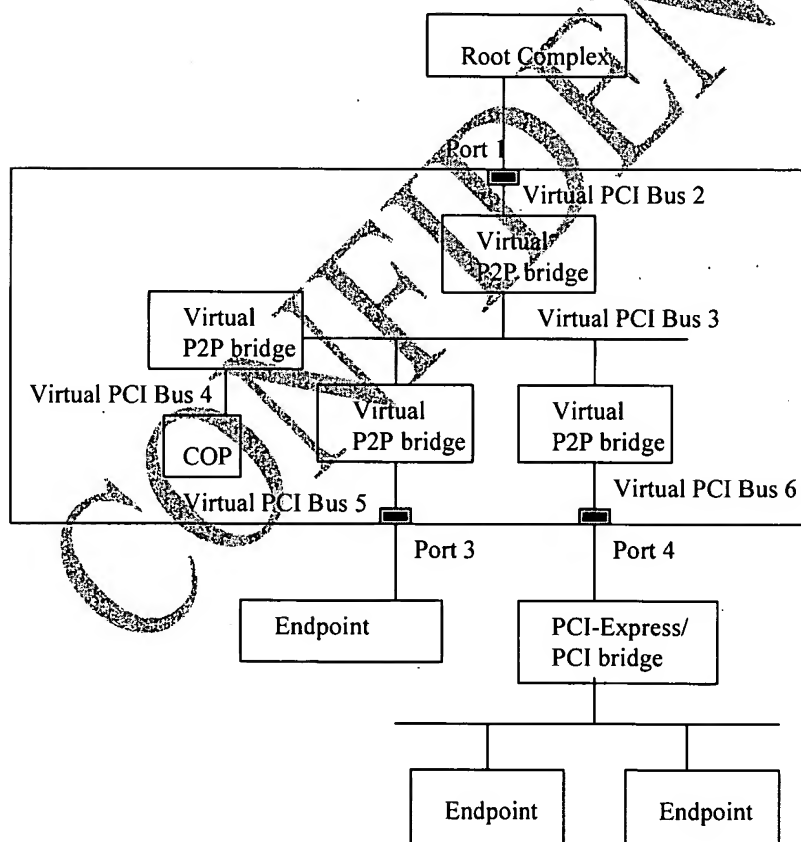 Root Complex
Port 1
Virtual PCI Bus 2
Virtual
P2P bridge
Virtual PCI Bus 3
Virtual
P2P bridge
Virtual PCI Bus 4
COP
Virtual
P2P bridge
Virtual
P2P bridge
Virtual PCI Bus 5
Virtual PCI Bus 6
Port 3
Port 4
Endpoint
PCI-Express/
PCI bridge
Endpoint
Endpoint
CONFIDEN